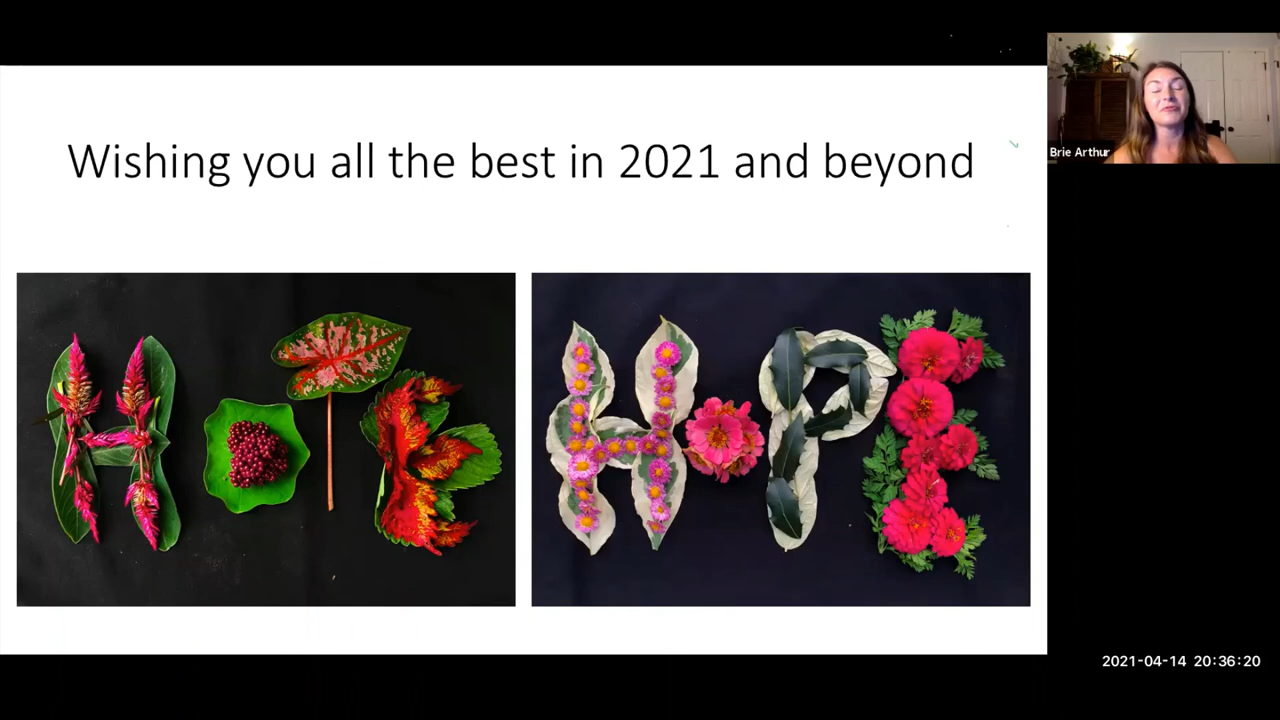 Wishing you all the best in 2021 and beyond
Brie Arthur
HOPE
HOPE
2021-04-14 20:36:20